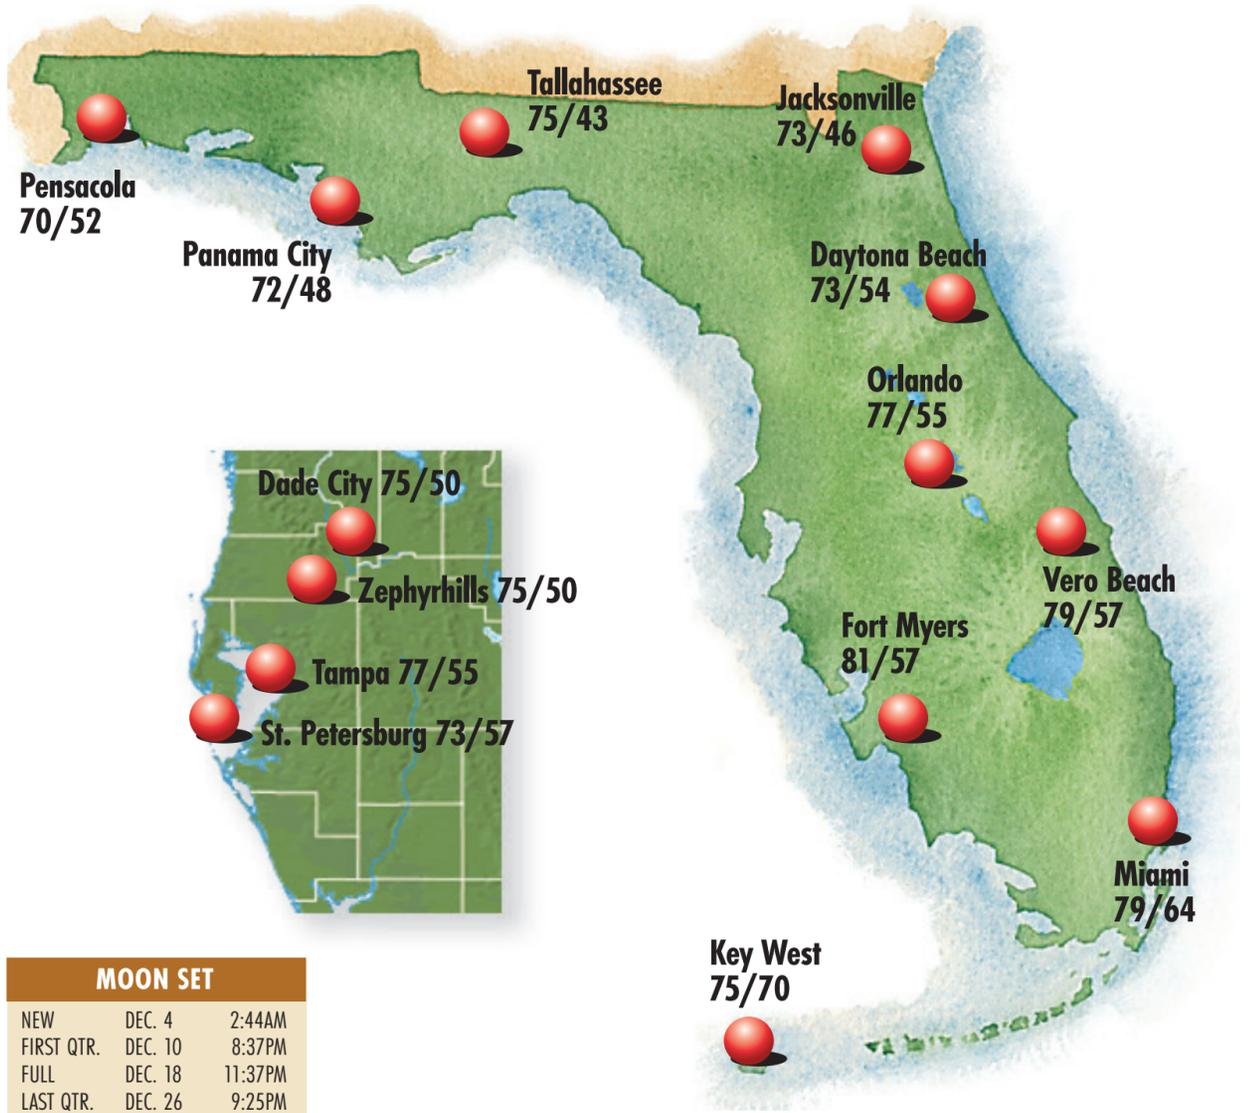 Tallahassee
75/43
Jacksonville
73/46
Pensacola
70/52
Panama City
72/48
Daytona Beach
73/54
Orlando
77/55
Dade City 75/50
Zephyrhills 75/50
Vero Beach
79/57
Fort Myers
81/57
Tampa 77/55
St. Petersburg 73/57
Miami
79/64
Key West
75/70
MOON SET
NEW DEC. 4 2:44AM
FIRST QTR. DEC. 10 8:37PM
FULL DEC. 18 11:37PM
LAST QTR. DEC. 26 9:25PM